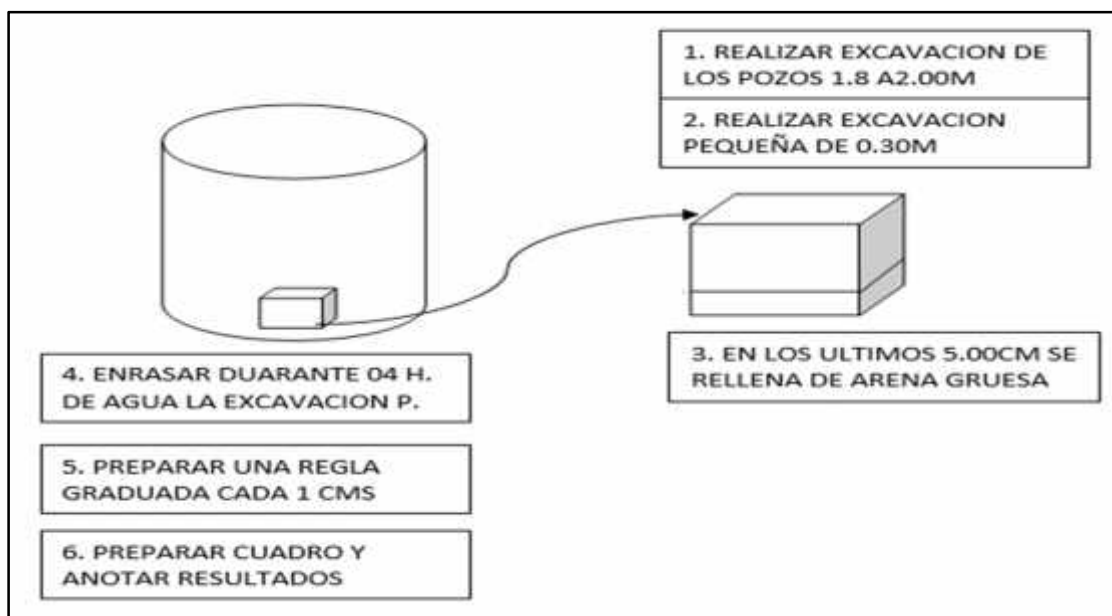 1. REALIZAR EXCAVACION DE
LOS POZOS 1.8 A2.00M
2. REALIZAR EXCAVACION
PEQUEÑA DE 0.30M
3. EN LOS ULTIMOS 5.00CM SE
RELLENA DE ARENA GRUESA
4. ENRASAR DUARANTE 04 H.
DE AGUA LA EXCAVACION P.
5. PREPARAR UNA REGLA
GRADUADA CADA 1 CMS
6. PREPARAR CUADRO Y
ANOTAR RESULTADOS